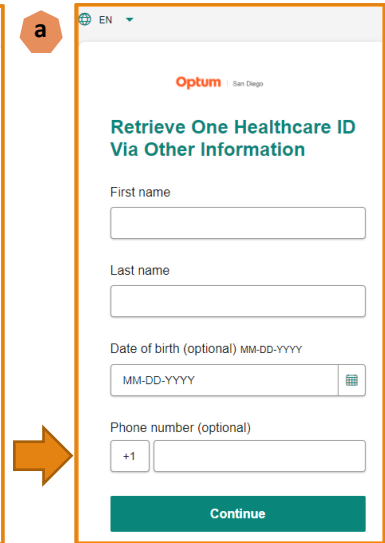 a
EN
Optum | San Diego
Retrieve One Healthcare ID
Via Other Information
First name
Last name
Date of birth (optional) MM-DD-YYYY
MM-DD-YYYY
Phone number (optional)
+1
Continue